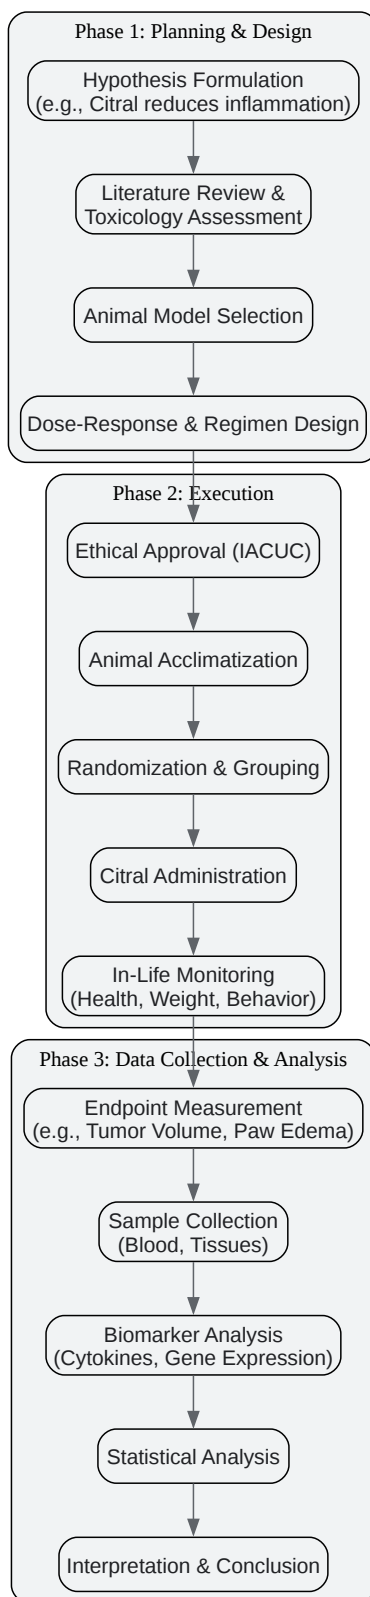 Phase 1: Planning & Design
Hypothesis Formulation
(e.g., Citral reduces inflammation)
Literature Review &
Toxicology Assessment
Animal Model Selection
Dose-Response & Regimen Design
Phase 2: Execution
Ethical Approval (IACUC)
Animal Acclimatization
Randomization & Grouping
Citral Administration
In-Life Monitoring
(Health, Weight, Behavior)
Phase 3: Data Collection & Analysis
Endpoint Measurement
(e.g., Tumor Volume, Paw Edema)
Sample Collection
(Blood, Tissues)
Biomarker Analysis
(Cytokines, Gene Expression)
Statistical Analysis
Interpretation & Conclusion